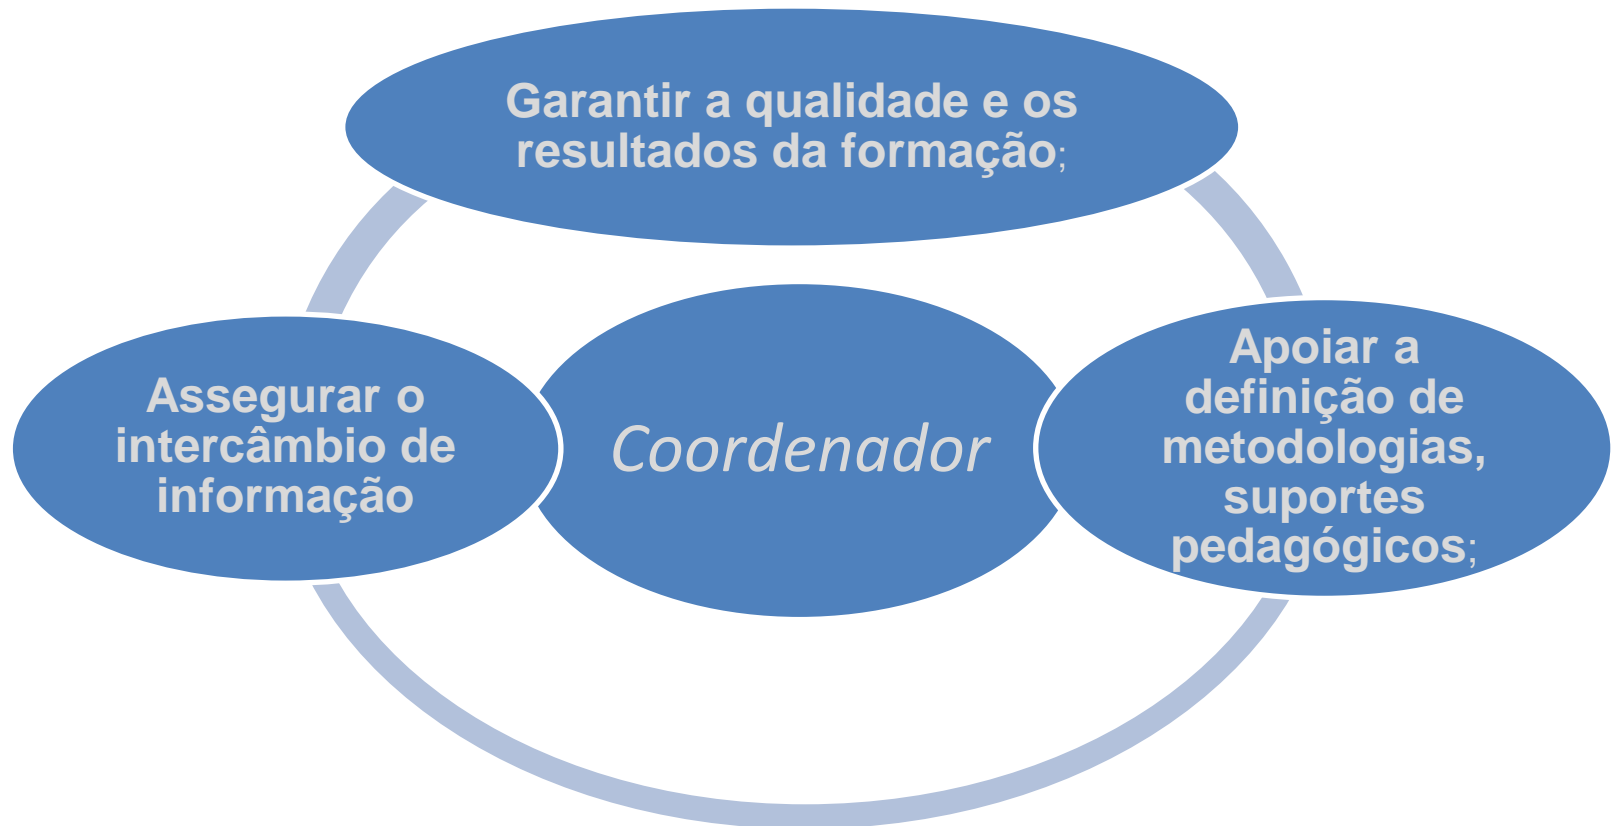 Garantir a qualidade e os
resultados da formação;
Assegurar o
intercâmbio de
informação
Coordenador
Apoiar a
definição de
metodologias,
suportes
pedagógicos;